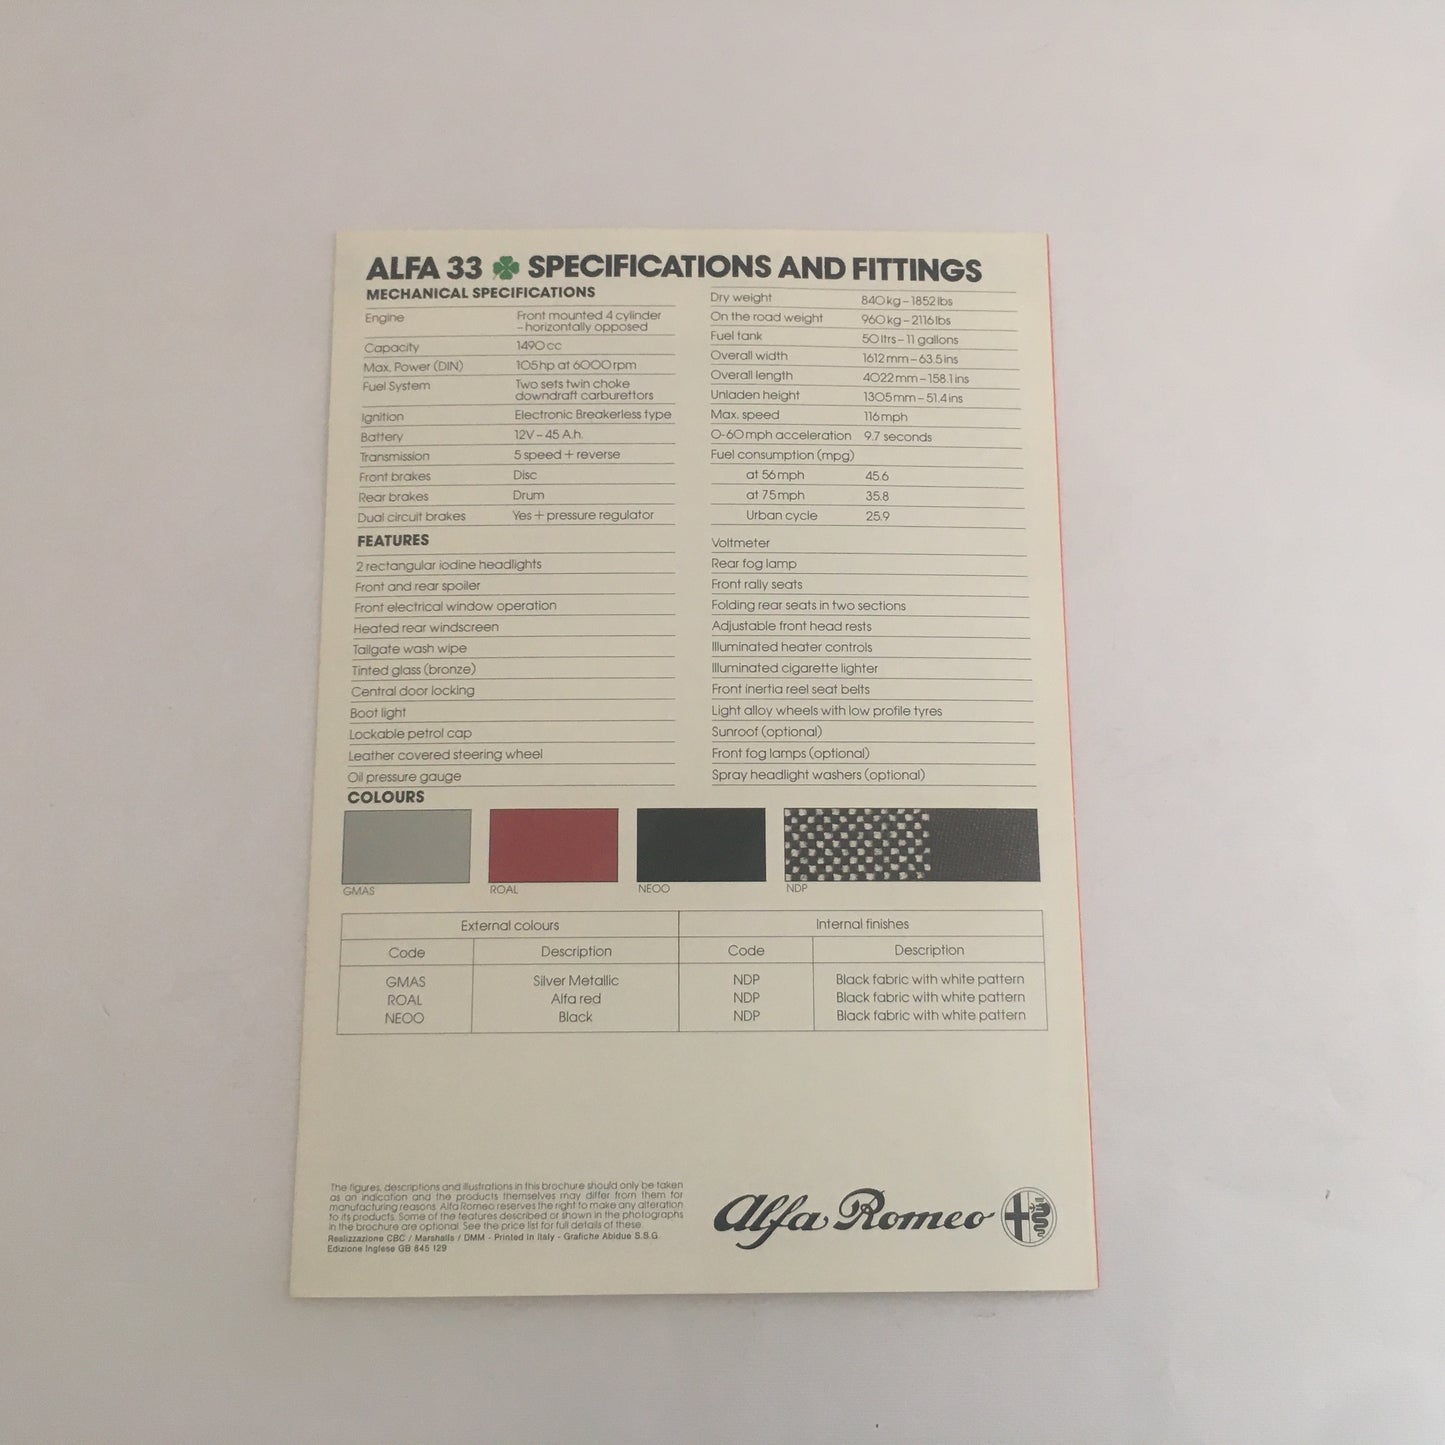 ALFA 33 SPECIFICATIONS AND FITTINGS
MECHANICAL SPECIFICATIONS
Engine Front mounted 4 cylinder
– horizontally opposed
Capacity 1490 cc
Max. Power (DIN) 105 hp at 6000 rpm
Fuel System Two sets twin choke
downdraft carburettors
Ignition Electronic Breakerless type
Battery 12V – 45 A.h.
Transmission 5 speed + reverse
Front brakes Disc
Rear brakes Drum
Dual circuit brakes Yes + pressure regulator
Dry weight 840 kg – 1852 lbs
On the road weight 960 kg – 2116 lbs
Fuel tank 50 ltrs – 11 gallons
Overall width 1612 mm – 63.5 ins
Overall length 4022 mm – 158.1 ins
Unladen height 1305 mm – 51.4 ins
Max. speed 116 mph
0-60 mph acceleration 9.7 seconds
Fuel consumption (mpg)
at 56 mph 45.6
at 75 mph 35.8
Urban cycle 25.9
FEATURES
2 rectangular iodine headlights
Front and rear spoiler
Front electrical window operation
Heated rear windscreen
Tailgate wash wipe
Tinted glass (bronze)
Central door locking
Boot light
Lockable petrol cap
Leather covered steering wheel
Oil pressure gauge
Voltmeter
Rear fog lamp
Front rally seats
Folding rear seats in two sections
Adjustable front head rests
Illuminated heater controls
Illuminated cigarette lighter
Front inertia reel seat belts
Light alloy wheels with low profile tyres
Sunroof (optional)
Front fog lamps (optional)
Spray headlight washers (optional)
COLOURS
GMAS ROAL NEOO NDP
External colours Internal finishes
Code Description Code Description
GMAS Silver Metallic NDP Black fabric with white pattern
ROAL Alfa red NDP Black fabric with white pattern
NEOO Black NDP Black fabric with white pattern
The figures, descriptions and illustrations in this brochure should only be taken
as an indication and the products themselves may differ from them for
manufacturing reasons. Alfa Romeo reserves the right to make any alteration
to its products. Some of the features described or shown in the photographs
in the brochure are optional. See the price list for full details of these.
Realizzazione CBC / Marshalls / DMM - Printed in Italy - Grafiche Abidue S.S.G.
Edizione Inglese GB 845 129
Alfa Romeo